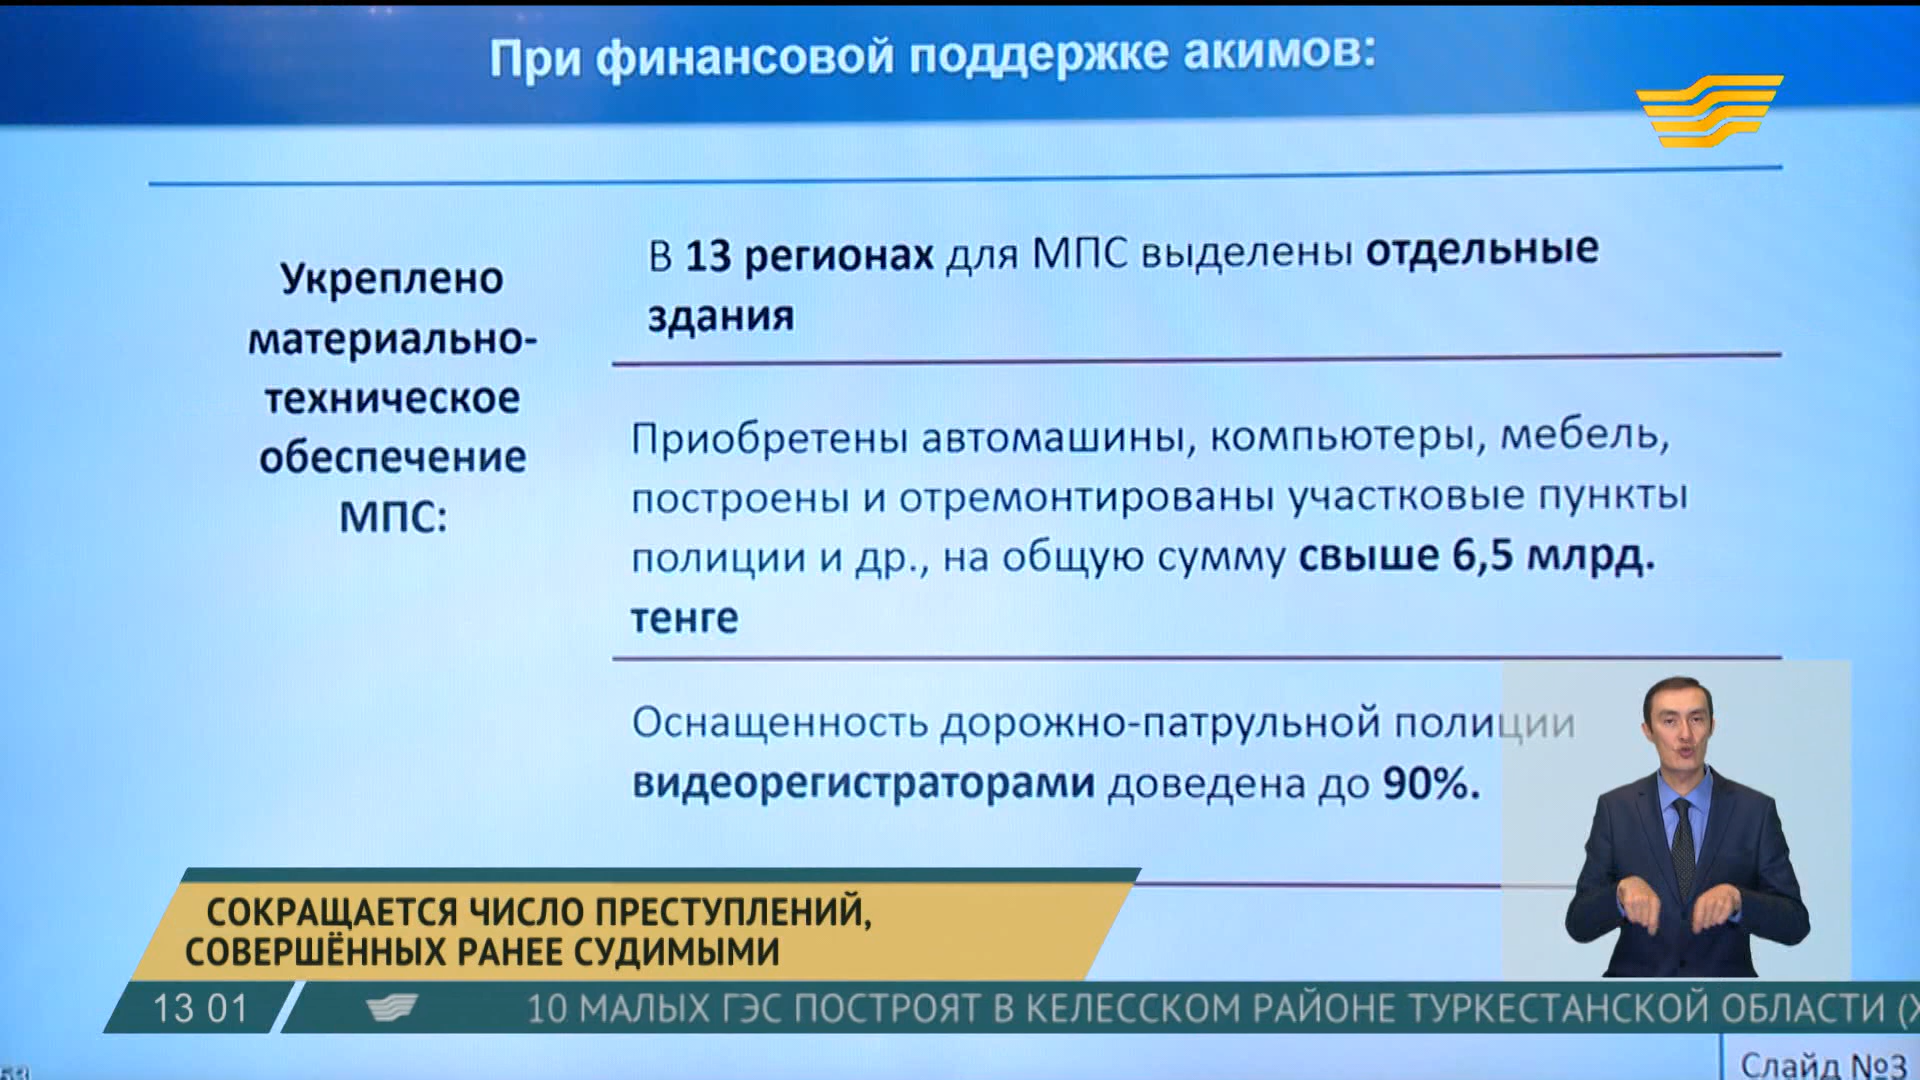 При финансовой поддержке акимов:
Укреплено
материально-
техническое
обеспечение
МПС:
В 13 регионах для МПС выделены отдельные
здания
Приобретены автомашины, компьютеры, мебель,
построены и отремонтированы участковые пункты
полиции и др., на общую сумму свыше 6,5 млрд.
тенге
Оснащенность дорожно-патрульной полиции
видеорегистраторами доведена до 90%.
СОКРАЩАЕТСЯ ЧИСЛО ПРЕСТУПЛЕНИЙ,
СОВЕРШЁННЫХ РАНЕЕ СУДИМЫМИ
13 01
10 МАЛЫХ ГЭС ПОСТРОЯТ В КЕЛЕССКОМ РАЙОНЕ ТУРКЕСТАНСКОЙ ОБЛАСТИ (
Слайд №3